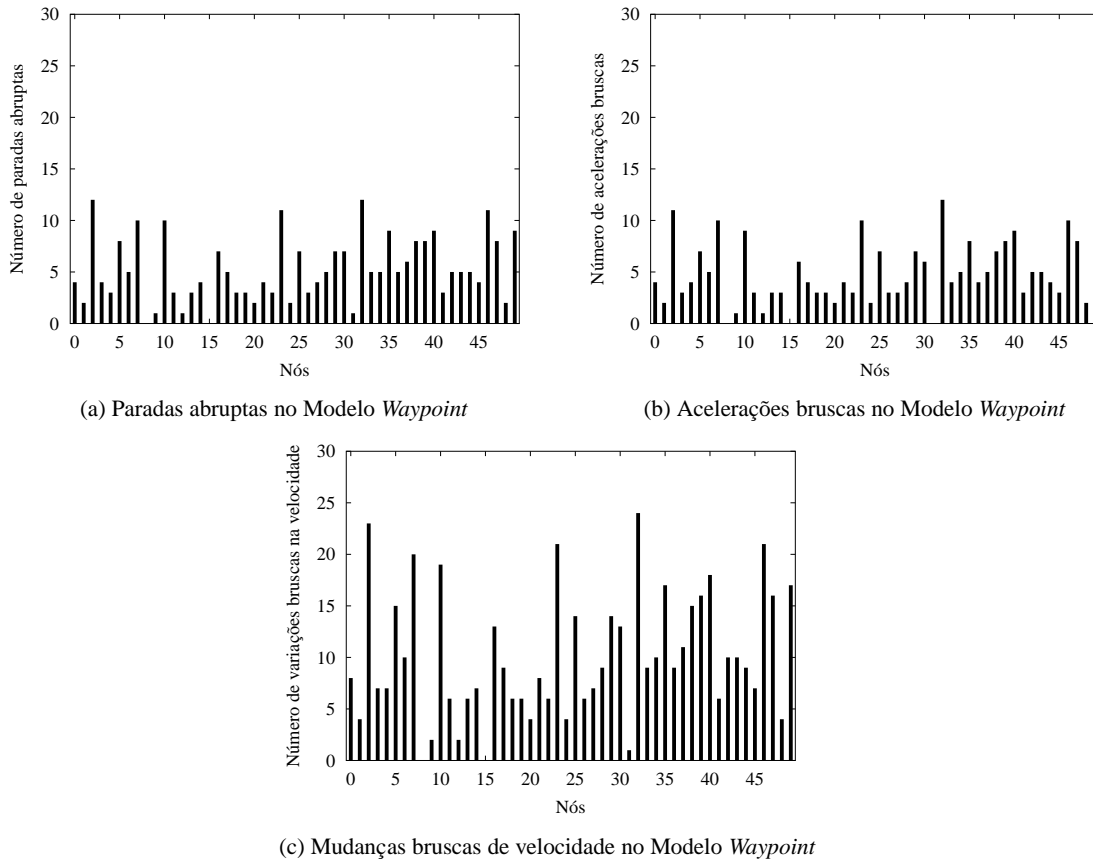 30
25
20
15
10
5
0
0 5 10 15 20 25 30 35 40 45
Número de paradas abruptas
Nós
(a) Paradas abruptas no Modelo Waypoint
30
25
20
15
10
5
0
0 5 10 15 20 25 30 35 40 45
Número de acelerações bruscas
Nós
(b) Acelerações bruscas no Modelo Waypoint
30
25
20
15
10
5
0
0 5 10 15 20 25 30 35 40 45
Número de variações bruscas na velocidade
Nós
(c) Mudanças bruscas de velocidade no Modelo Waypoint